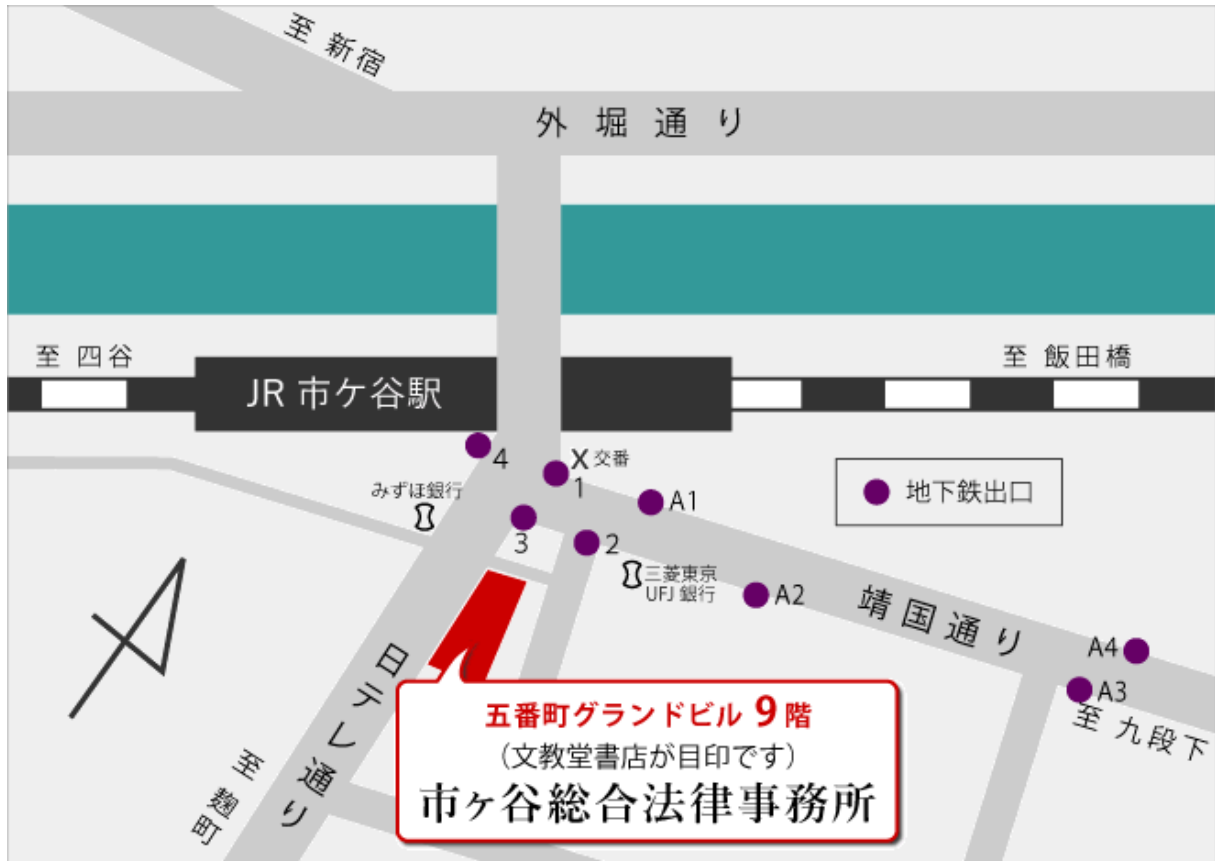 至 新宿
外堀通り
至 四谷
至 飯田橋
JR 市ケ谷駅
4
X 交番
1
みずほ銀行
A1
地下鉄出口
3
2
三菱東京
UFJ 銀行
A2
靖国通り
A4
A3
至 九段下
日テレ通り
至 麹町
五番町グランドビル 9 階
（文教堂書店が目印です）
市ヶ谷総合法律事務所